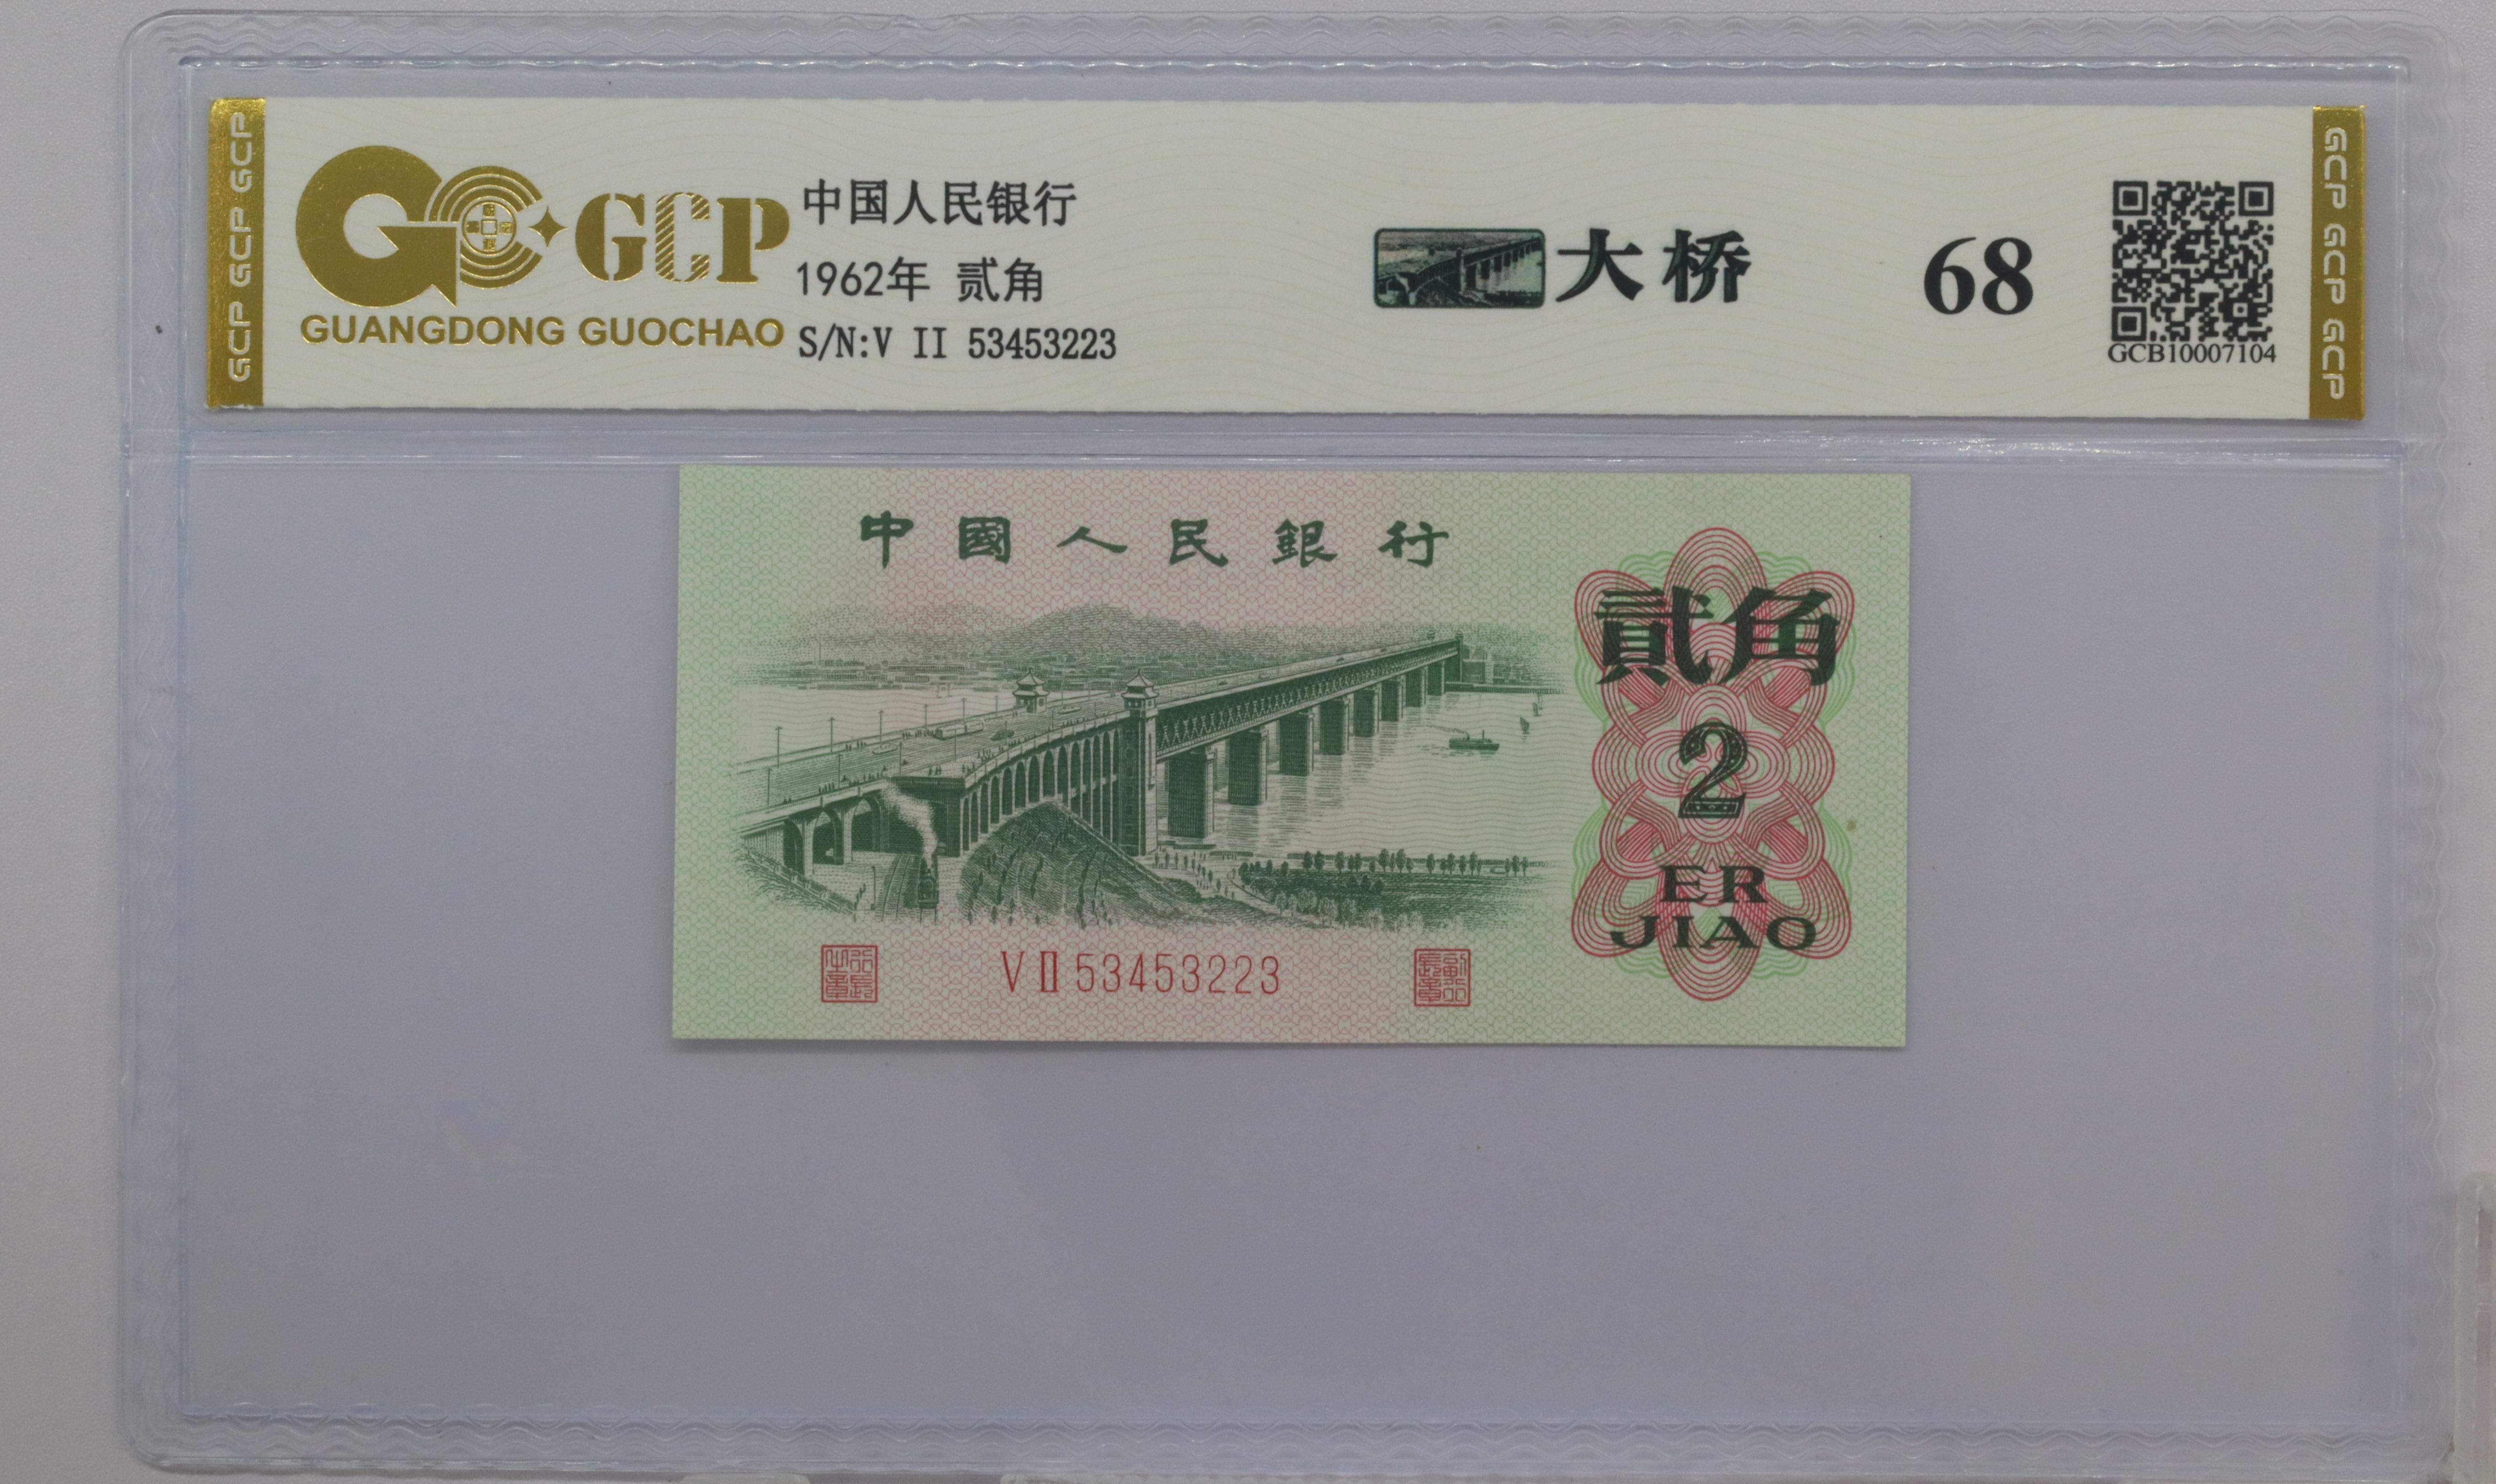 GCP GCP GCP
GCP
GUANGDONG GUOCHAO
中国人民银行
1962年 贰角
S/N:V II 53453223
大桥
68
GCB10007104
GCP GCP GCP
中國人民銀行
貳角
2
ER
JIAO
VⅡ53453223